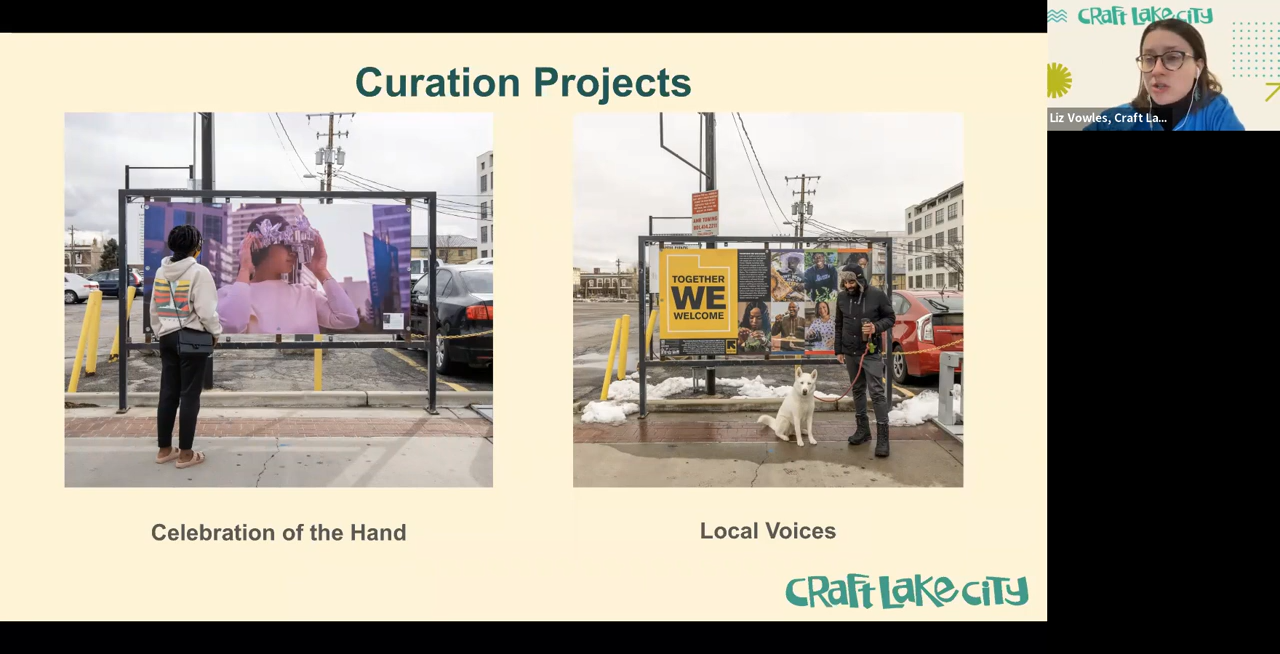 CRAFT LAKE CITY
Liz Vowles, Craft La...
Curation Projects
TOGETHER
WE
WELCOME
Celebration of the Hand
Local Voices
CRAFT LAKE CITY